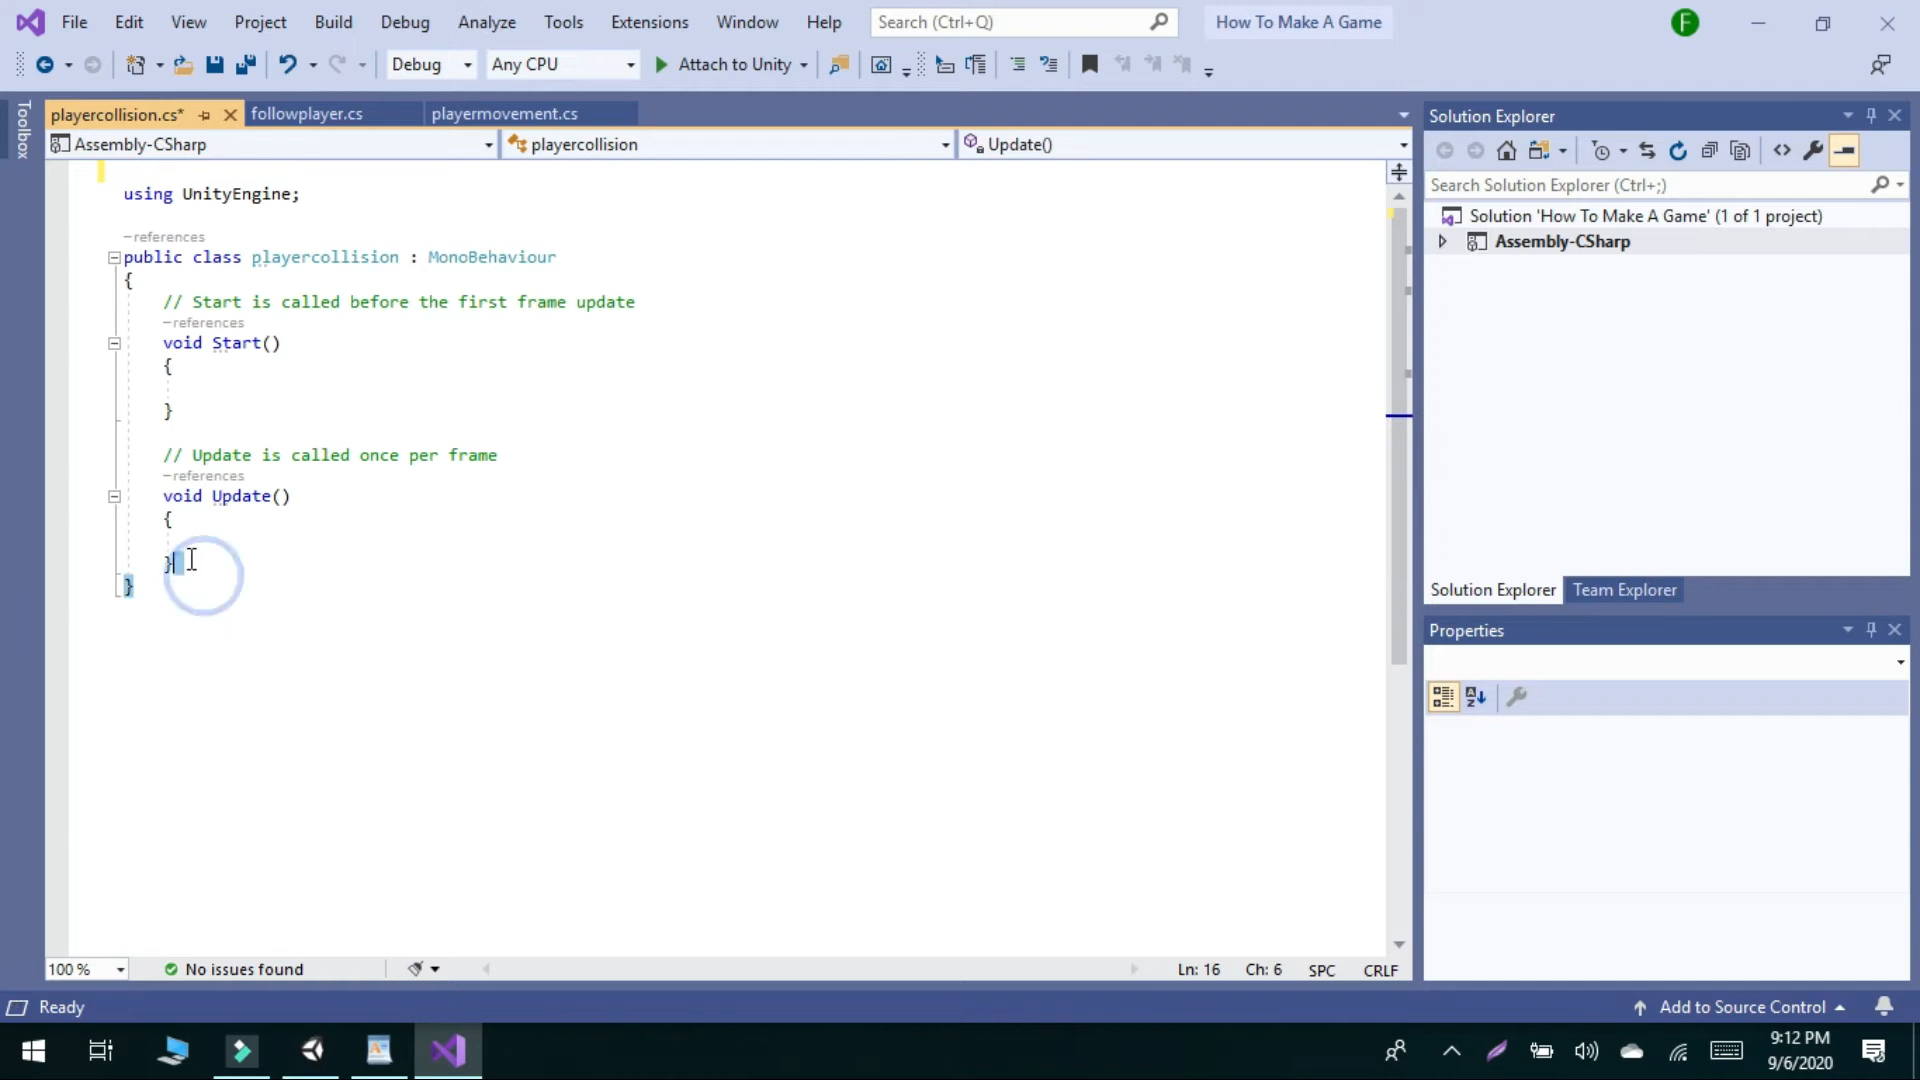 File Edit View Project Build Debug Analyze Tools Extensions Window Help Search (Ctrl+Q) How To Make A Game F
Debug Any CPU Attach to Unity
Toolbox
playercollision.cs* followplayer.cs playermovement.cs
Assembly-CSharp playercollision Update()
using UnityEngine;
references
public class playercollision : MonoBehaviour
{
// Start is called before the first frame update
references
void Start()
{
}
// Update is called once per frame
references
void Update()
{
}
}
100 % No issues found Ln: 16 Ch: 6 SPC CRLF
Solution Explorer
Search Solution Explorer (Ctrl+;)
Solution 'How To Make A Game' (1 of 1 project)
Assembly-CSharp
Solution Explorer Team Explorer
Properties
Ready Add to Source Control
9:12 PM
9/6/2020